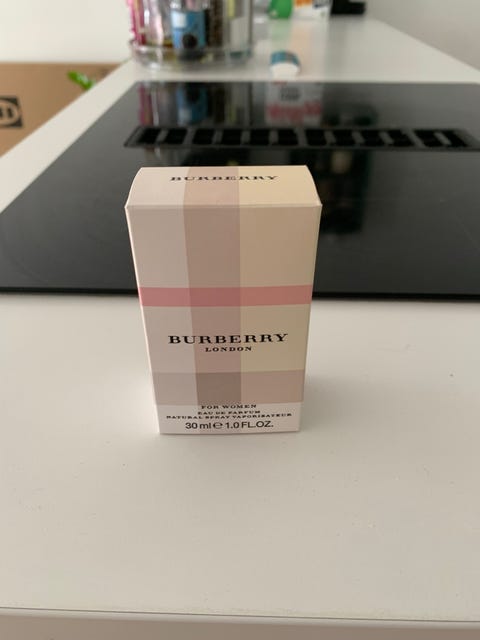 BURBERRY
BURBERRY
LONDON
FOR WOMEN
EAU DE PARFUM
NATURAL SPRAY VAPORISATEUR
30 ml ℮ 1.0 FL.OZ.